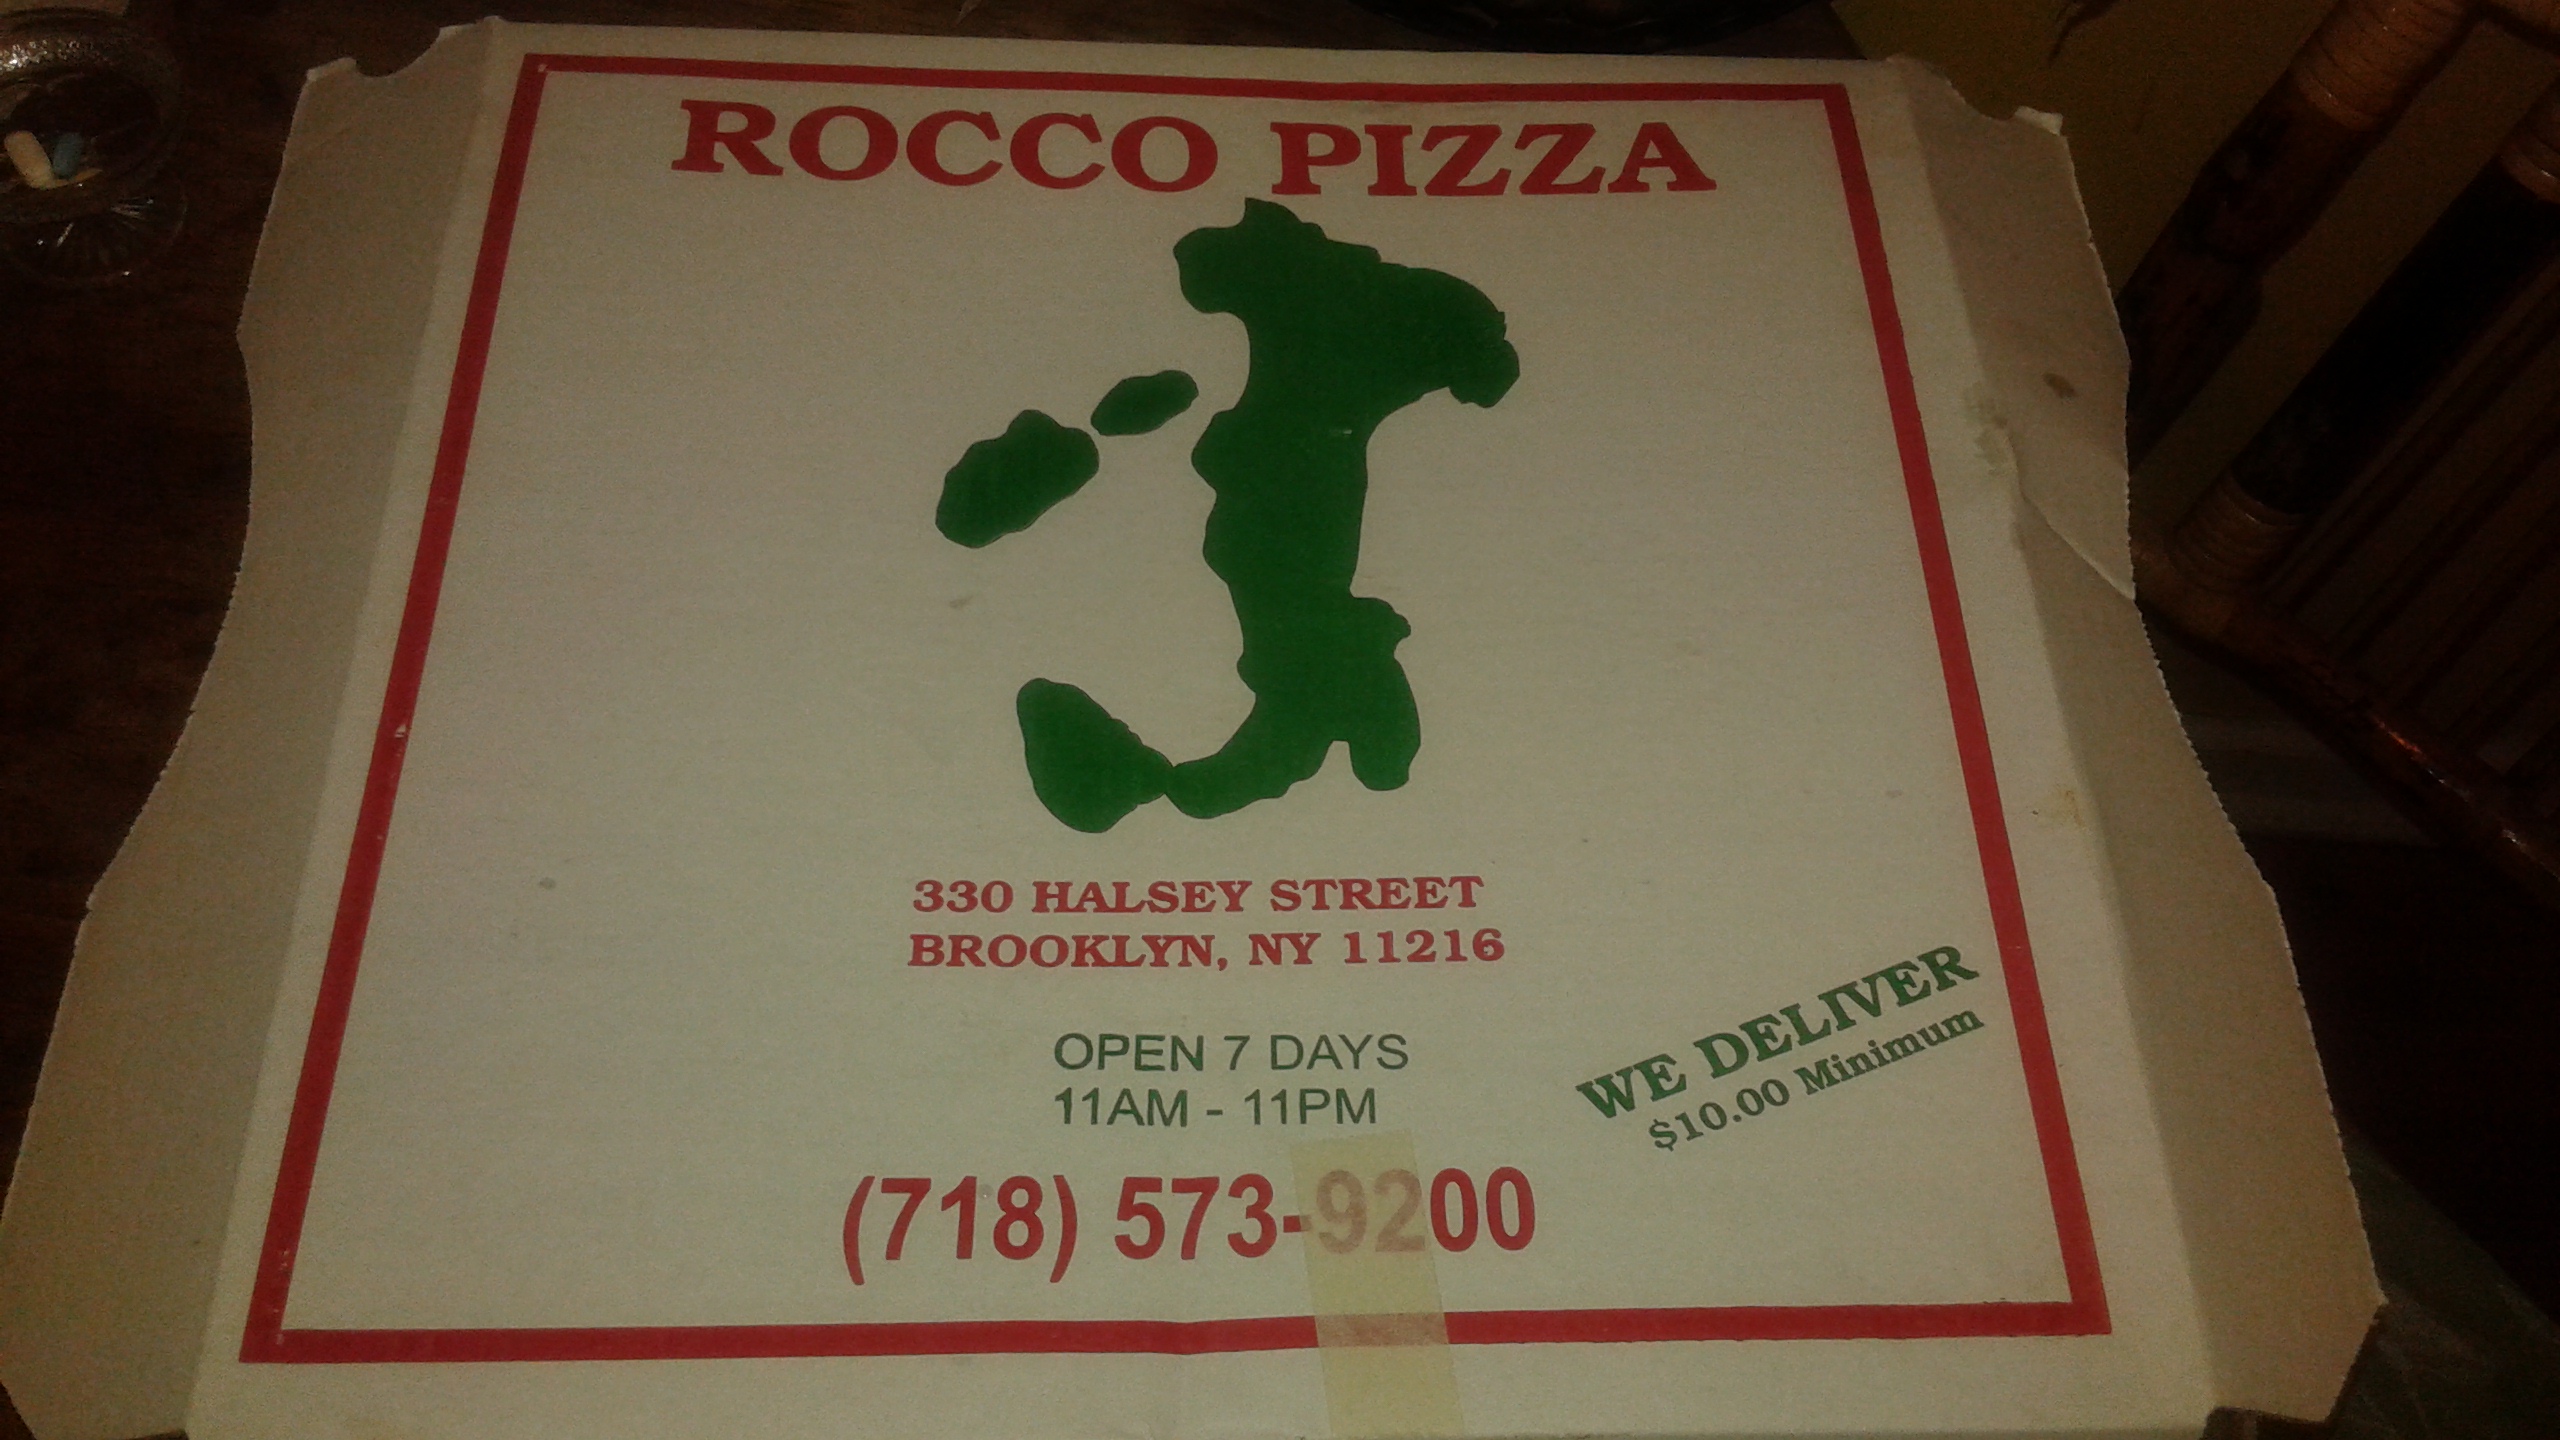 ROCCO PIZZA
330 HALSEY STREET
BROOKLYN, NY 11216
OPEN 7 DAYS
11AM - 11PM
WE DELIVER
$10.00 Minimum
(718) 573-9200